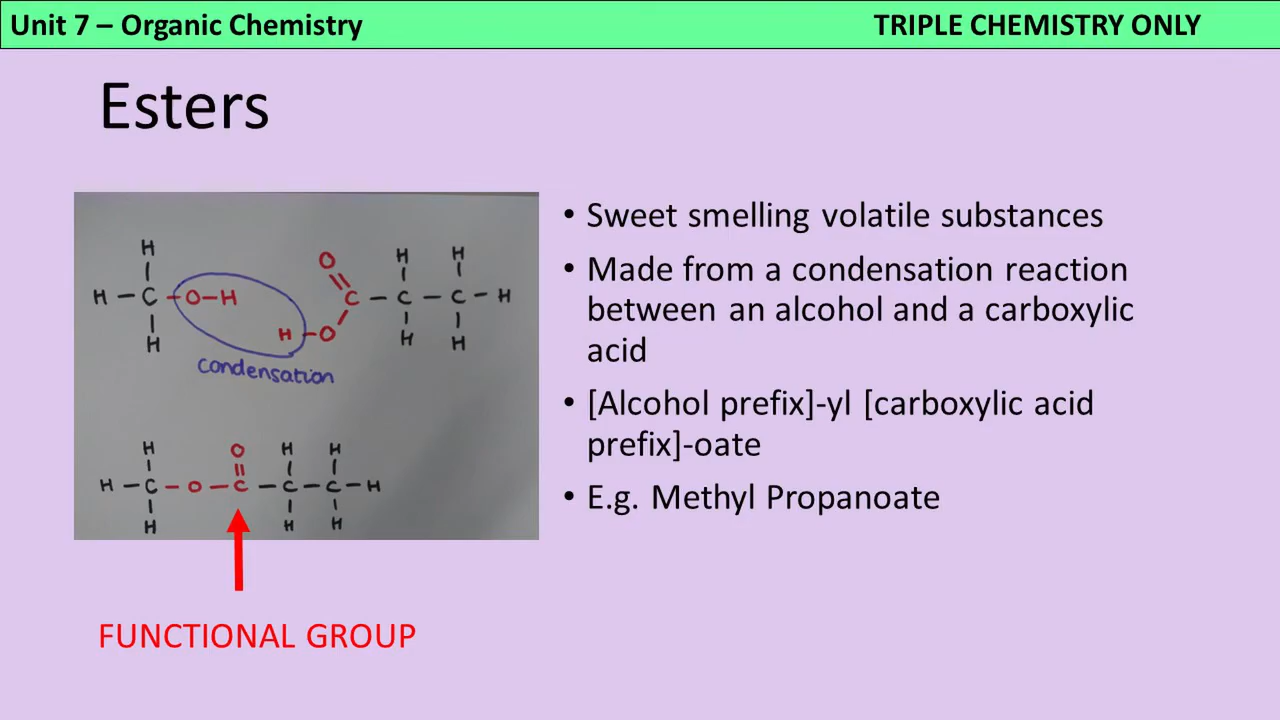 Unit 7 – Organic Chemistry
TRIPLE CHEMISTRY ONLY
Esters
H O H H
H – C – O – H C – C – C – H
H H – O H H
condensation
H O H H
H – C – O – C – C – C – H
H H H
FUNCTIONAL GROUP
• Sweet smelling volatile substances
• Made from a condensation reaction
between an alcohol and a carboxylic
acid
• [Alcohol prefix]-yl [carboxylic acid
prefix]-oate
• E.g. Methyl Propanoate